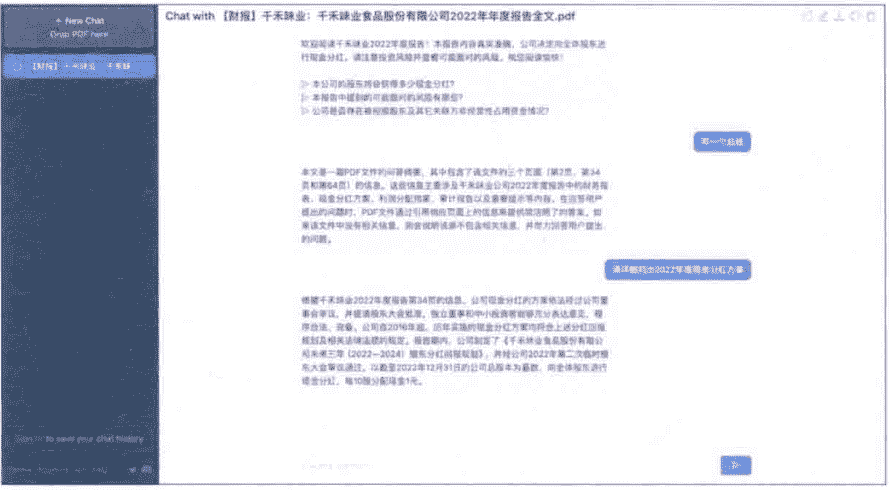 + New Chat
Drop PDF here
【财报】千禾味业：千禾味
Sign in to save your chat history
Chat with 【财报】千禾味业：千禾味业食品股份有限公司2022年年度报告全文.pdf
欢迎阅读千禾味业2022年度报告！本报告内容真实准确，公司决定向全体股东进
行现金分红，请注意投资风险并查看可能面对的风险，祝您阅读愉快！
▷ 本公司的股东将会获得多少现金分红？
▷ 本报告中提到的可能面对的风险有哪些？
▷ 公司是否存在被控股股东及其它关联方非经营性占用资金情况？
写一个总结
本文是一篇PDF文件的问答摘要，其中包含了该文件的三个页面（第2页、第34
页和第64页）的信息。这些信息主要涉及千禾味业公司2022年度报告中的财务报
表、现金分红方案、利润分配预案、审计报告以及重要提示等内容。在回答用户
提出的问题时，PDF文件通过引用相应页面上的信息来提供简洁明了的答案。如
果该文件中没有相关信息，则会说明该源不包含相关信息，并尽力回答用户提出
的问题。
请详细列出2022年度现金分红方案
根据千禾味业2022年度报告第34页的信息，公司现金分红的方案依法经过公司董
事会审议，并提请股东大会批准。独立董事和中小投资者能够充分表达意见，程
序合法、完备。公司自2016年起，历年实施的现金分红方案均符合上述分红回报
规划及相关法律法规的规定。报告期内，公司制定了《千禾味业食品股份有限公
司未来三年（2022—2024）股东分红回报规划》，并经公司2022年第二次临时股
东大会审议通过。以截至2022年12月31日的公司总股本为基数，向全体股东进行
现金分红，每10股分配现金1元。